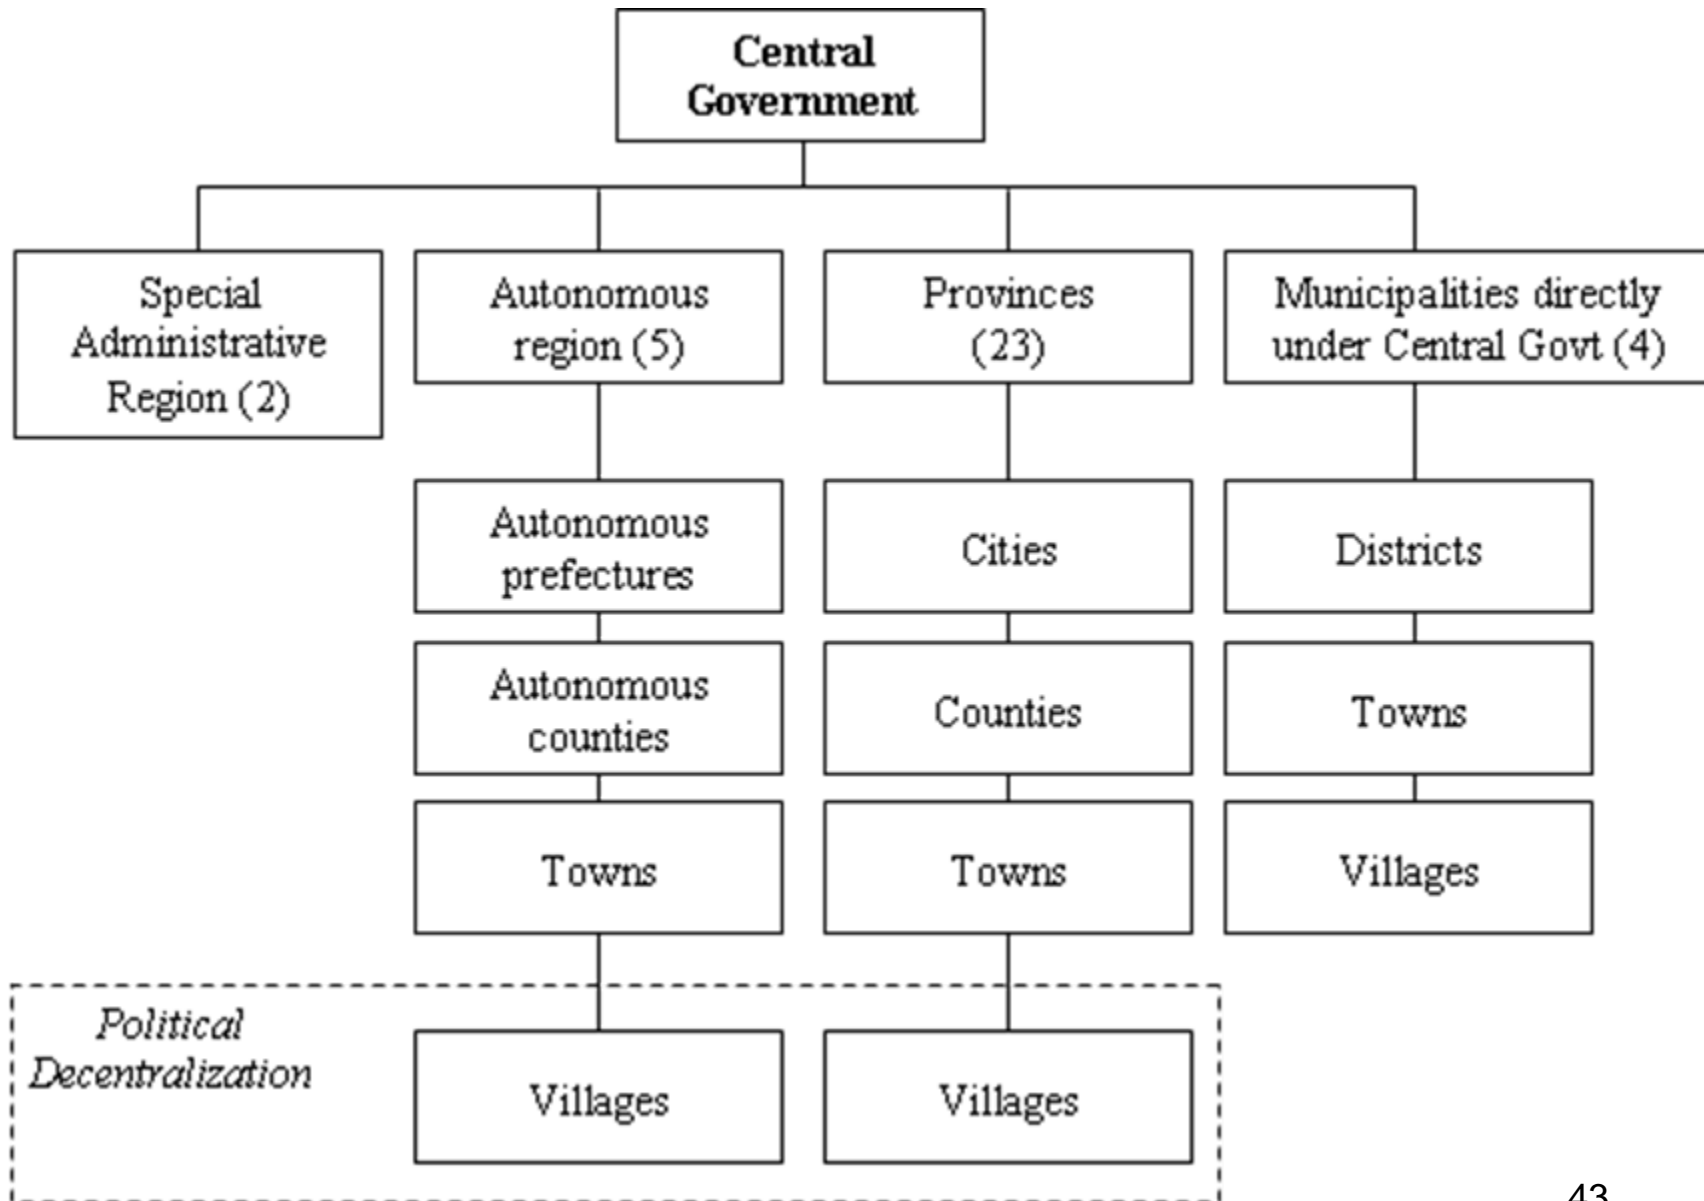 Central
Government
Special
Administrative
Region (2)
Autonomous
region (5)
Provinces
(23)
Municipalities directly
under Central Govt (4)
Autonomous
prefectures
Cities
Districts
Autonomous
counties
Counties
Towns
Towns
Towns
Villages
Political
Decentralization
Villages
Villages
43